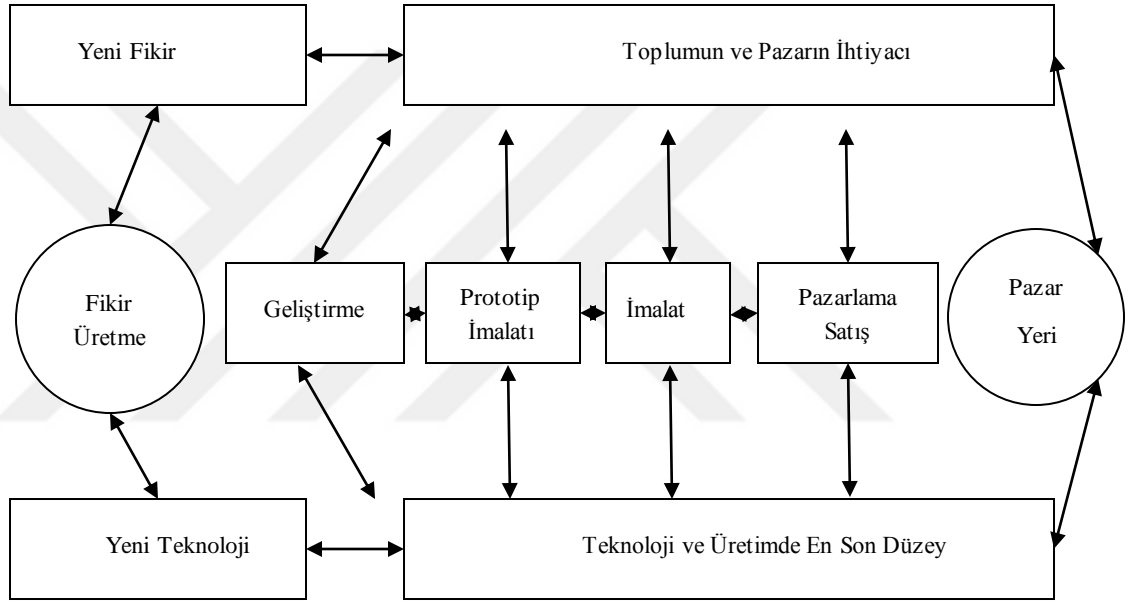 Yeni Fikir
Toplumun ve Pazarın İhtiyacı
Fikir
Üretme
Geliştirme
Prototip
İmalatı
İmalat
Pazarlama
Satış
Pazar
Yeri
Yeni Teknoloji
Teknoloji ve Üretimde En Son Düzey